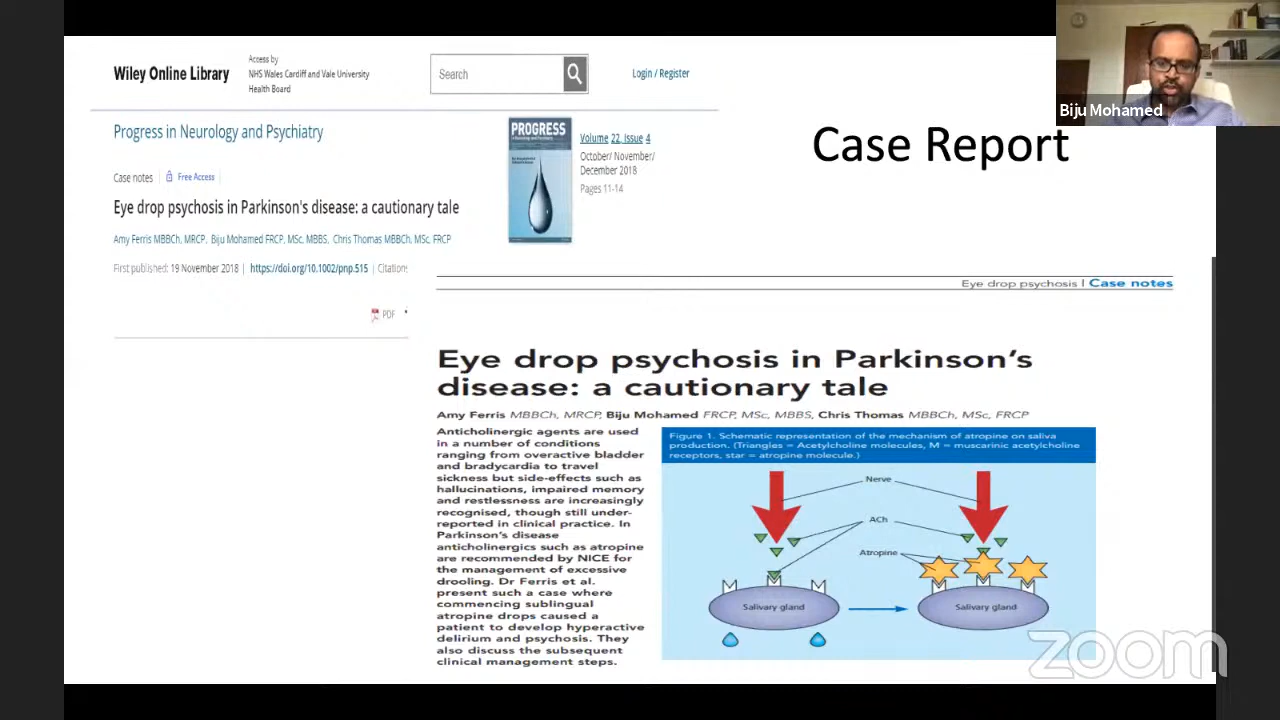 Biju Mohamed
Wiley Online Library
Access by
NHS Wales Cardiff and Vale University
Health Board
Search
Login / Register
Case Report
Progress in Neurology and Psychiatry
PROGRESS
Volume 22, Issue 4
October/ November/
December 2018
Pages 11-14
Case notes
Free Access
Eye drop psychosis in Parkinson's disease: a cautionary tale
Amy Ferris MBBCh, MRCP, Biju Mohamed FRCP, MSc, MBBS, Chris Thomas MBBCh, MSc, FRCP
First published: 19 November 2018 | https://doi.org/10.1002/pnp.515 | Citations
PDF
Eye drop psychosis | Case notes
Eye drop psychosis in Parkinson's
disease: a cautionary tale
Amy Ferris MBBCh, MRCP, Biju Mohamed FRCP, MSc, MBBS, Chris Thomas MBBCh, MSc, FRCP
Anticholinergic agents are used
in a number of conditions
ranging from overactive bladder
and bradycardia to travel
sickness but side-effects such as
hallucinations, impaired memory
and restlessness are increasingly
recognised, though still under-
reported in clinical practice. In
Parkinson's disease
anticholinergics such as atropine
are recommended by NICE for
the management of excessive
drooling. Dr Ferris et al.
present such a case where
commencing sublingual
atropine drops caused a
patient to develop hyperactive
delirium and psychosis. They
also discuss the subsequent
clinical management steps.
Figure 1. Schematic representation of the mechanism of atropine on saliva
production. (Triangles = Acetylcholine molecules, M = muscarinic acetylcholine
receptors, star = atropine molecule.)
Nerve
ACh
Atropine
M M M
Salivary gland
Salivary gland
zoom